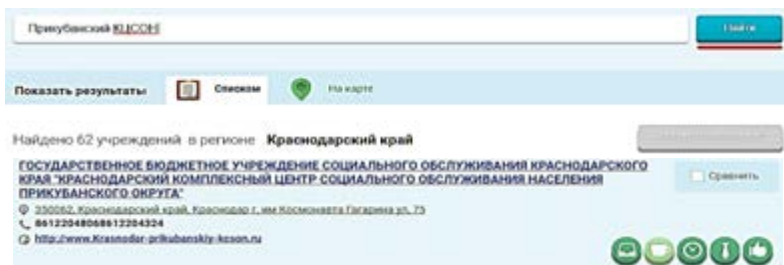 Прикубанский КЦСОН
Найти
Показать результаты Списком На карте
Найдено 62 учреждений в регионе Краснодарский край
ГОСУДАРСТВЕННОЕ БЮДЖЕТНОЕ УЧРЕЖДЕНИЕ СОЦИАЛЬНОГО ОБСЛУЖИВАНИЯ КРАСНОДАРСКОГО
КРАЯ "КРАСНОДАРСКИЙ КОМПЛЕКСНЫЙ ЦЕНТР СОЦИАЛЬНОГО ОБСЛУЖИВАНИЯ НАСЕЛЕНИЯ
ПРИКУБАНСКОГО ОКРУГА"
Сравнить
350062, Краснодарский край, Краснодар г, им Космонавта Гагарина ул, 75
86122048068612204324
http://www.Krasnodar-prikubanskiy-kcson.ru